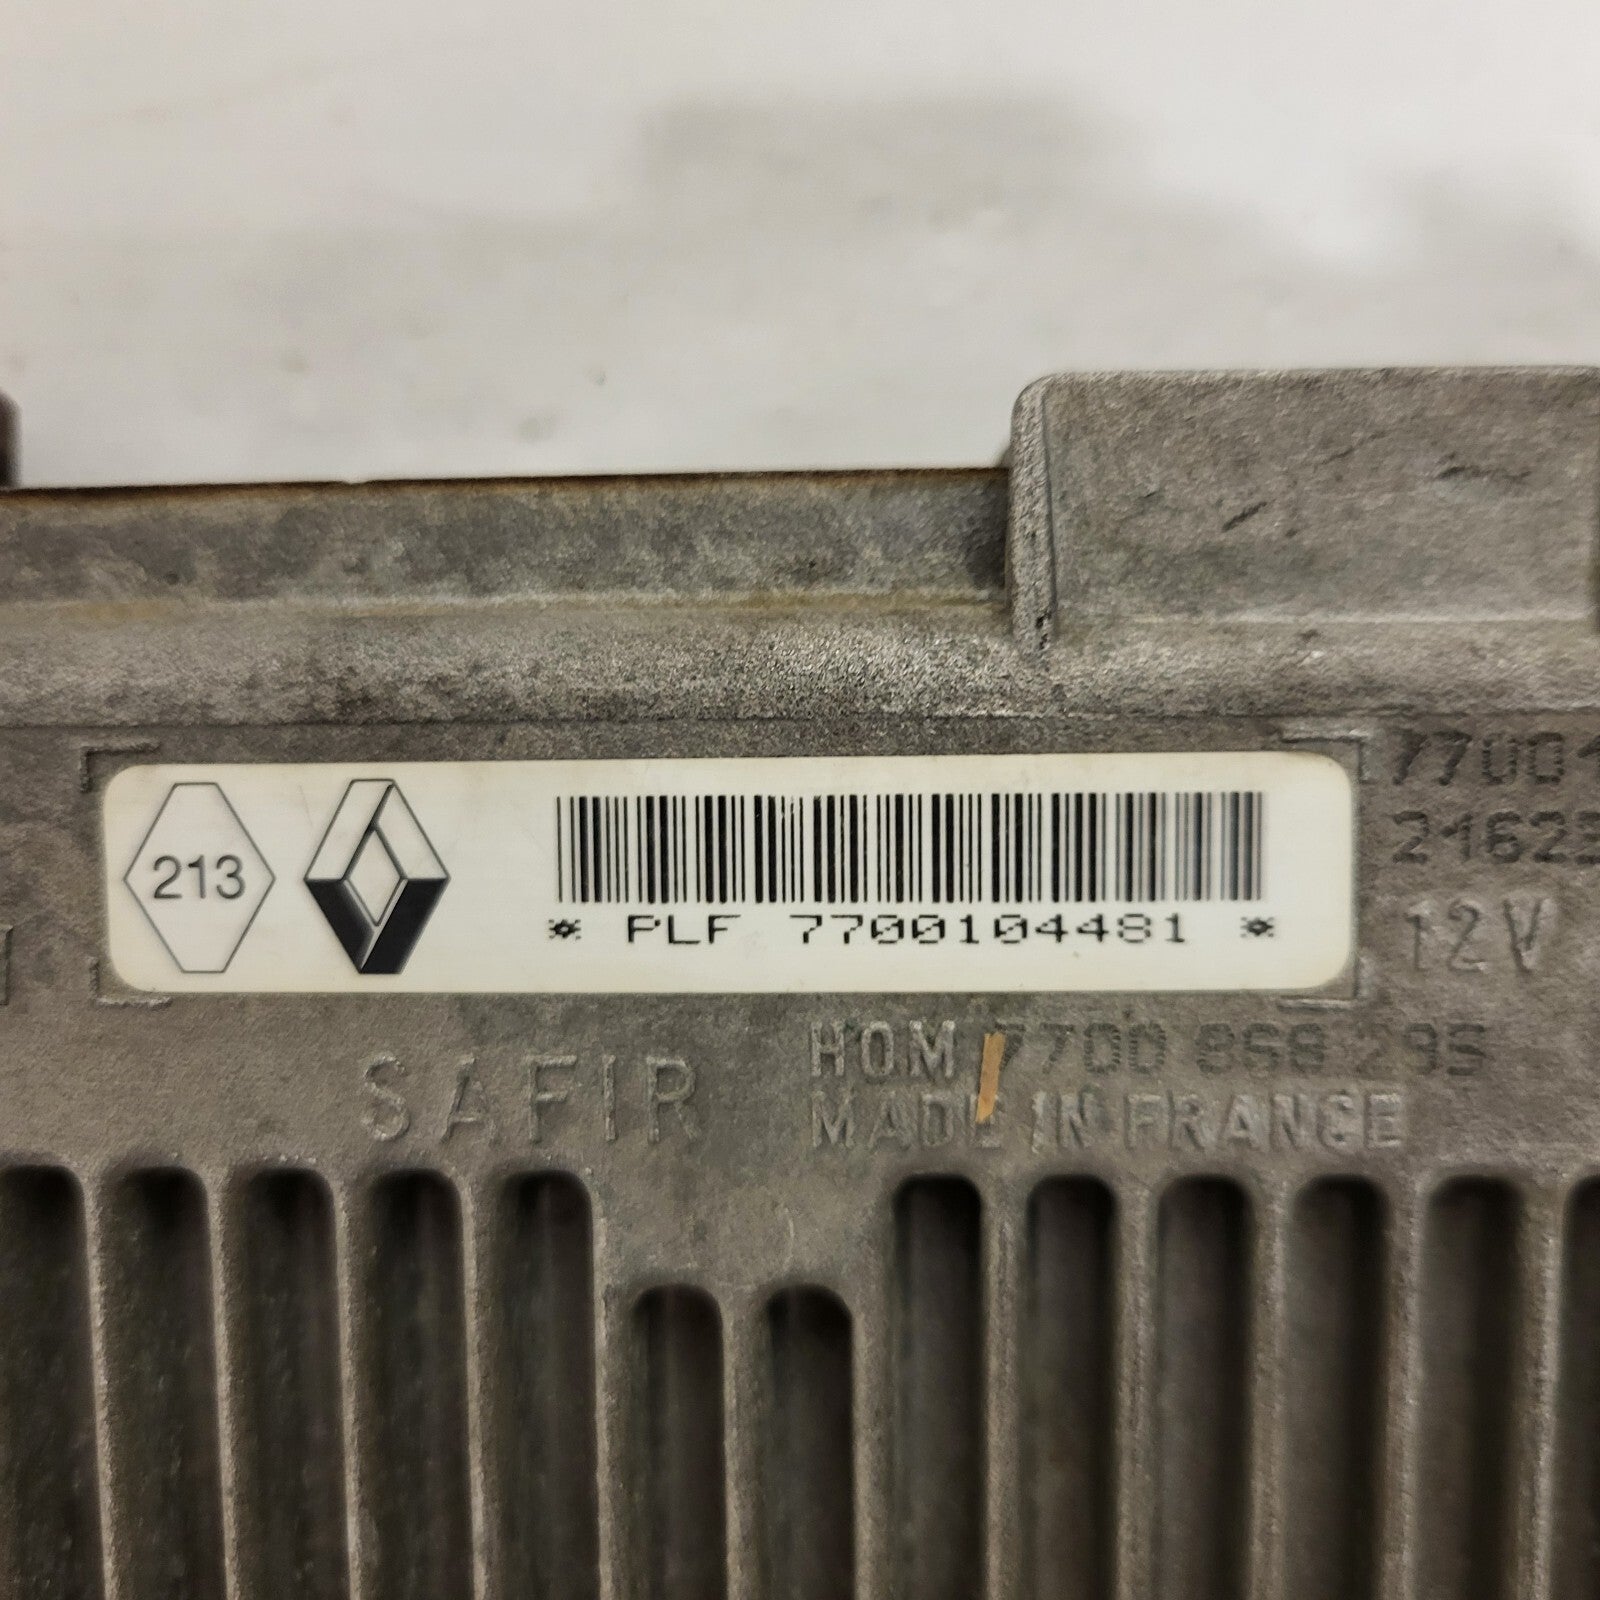 213
* PLF 7700104481 *
12V
SAFIR
HOM 7700 868 295
MADE IN FRANCE